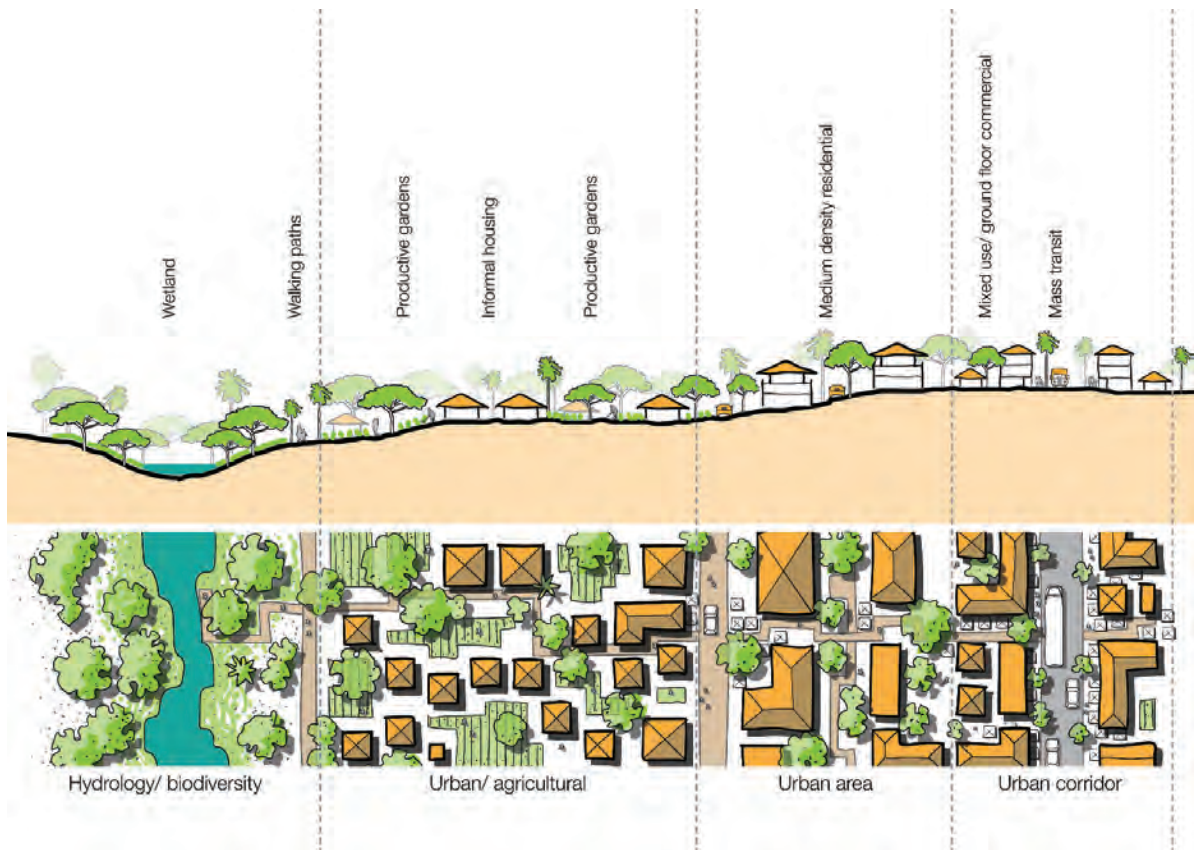 Wetland
Walking paths
Productive gardens
Informal housing
Productive gardens
Medium density residential
Mixed use/ ground floor commercial
Mass transit
Hydrology/ biodiversity
Urban/ agricultural
Urban area
Urban corridor